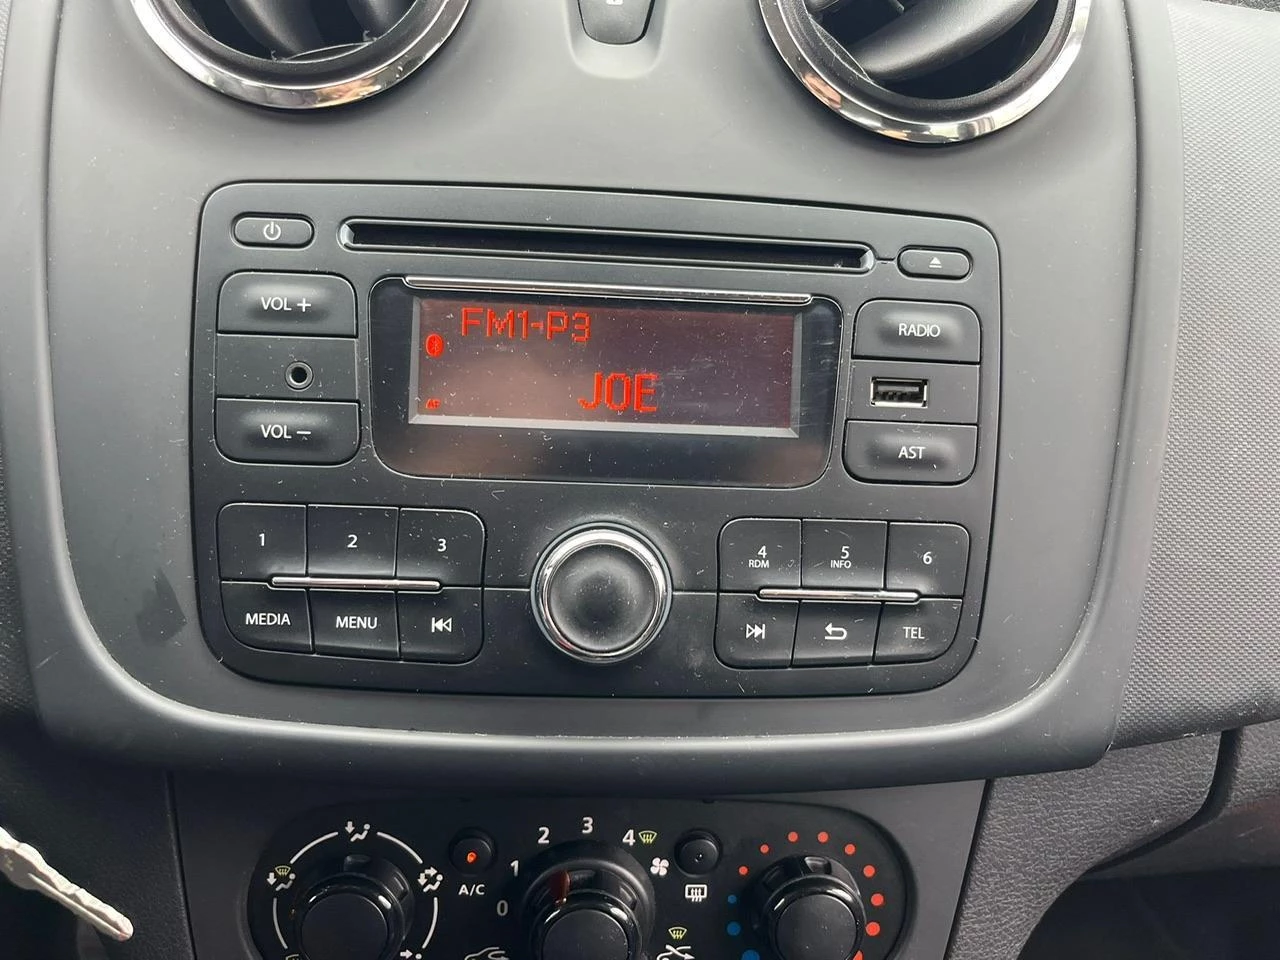 VOL +
VOL −
FM1-P3
AF
JOE
RADIO
AST
1
2
3
4
RDM
5
INFO
6
MEDIA
MENU
TEL
A/C
0
1
2
3
4